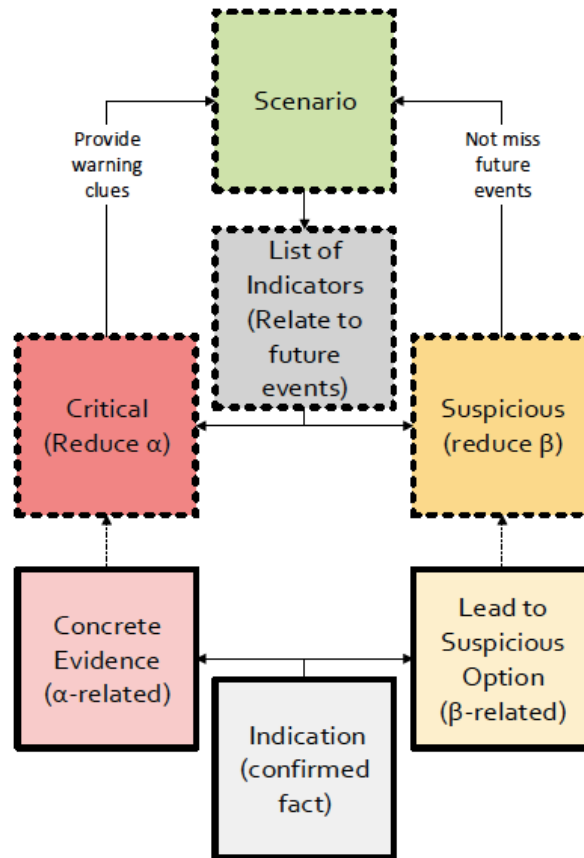 Scenario
Provide
warning
clues
Not miss
future
events
List of
Indicators
(Relate to
future
events)
Critical
(Reduce α)
Suspicious
(reduce β)
Concrete
Evidence
(α-related)
Lead to
Suspicious
Option
(β-related)
Indication
(confirmed
fact)